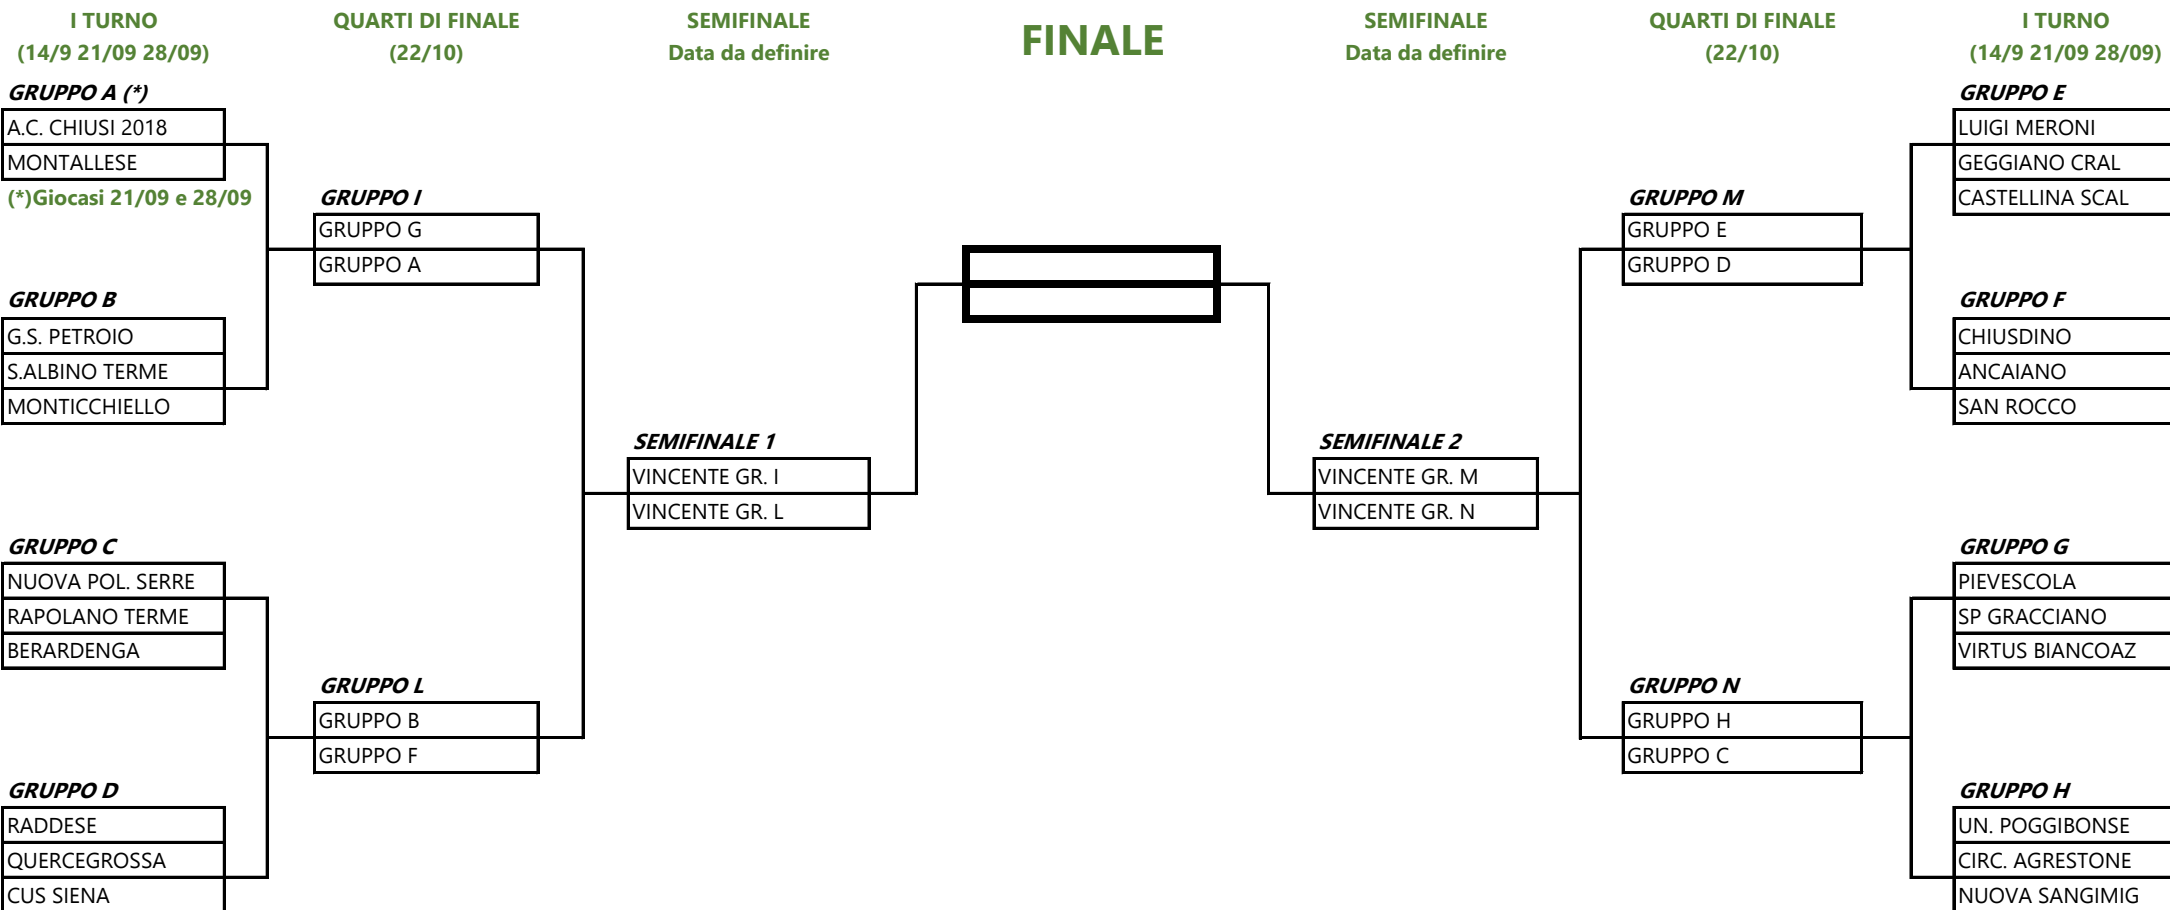 I TURNO
(14/9 21/09 28/09)
QUARTI DI FINALE
(22/10)
SEMIFINALE
Data da definire
FINALE
SEMIFINALE
Data da definire
QUARTI DI FINALE
(22/10)
I TURNO
(14/9 21/09 28/09)
GRUPPO A (*)
A.C. CHIUSI 2018
MONTALLESE
(*)Giocasi 21/09 e 28/09
GRUPPO B
G.S. PETROIO
S.ALBINO TERME
MONTICCHIELLO
GRUPPO C
NUOVA POL. SERRE
RAPOLANO TERME
BERARDENGA
GRUPPO D
RADDESE
QUERCEGROSSA
CUS SIENA
GRUPPO I
GRUPPO G
GRUPPO A
GRUPPO L
GRUPPO B
GRUPPO F
SEMIFINALE 1
VINCENTE GR. I
VINCENTE GR. L
SEMIFINALE 2
VINCENTE GR. M
VINCENTE GR. N
GRUPPO M
GRUPPO E
GRUPPO D
GRUPPO N
GRUPPO H
GRUPPO C
GRUPPO E
LUIGI MERONI
GEGGIANO CRAL
CASTELLINA SCAL
GRUPPO F
CHIUSDINO
ANCAIANO
SAN ROCCO
GRUPPO G
PIEVESCOLA
SP GRACCIANO
VIRTUS BIANCOAZ
GRUPPO H
UN. POGGIBONSE
CIRC. AGRESTONE
NUOVA SANGIMIG